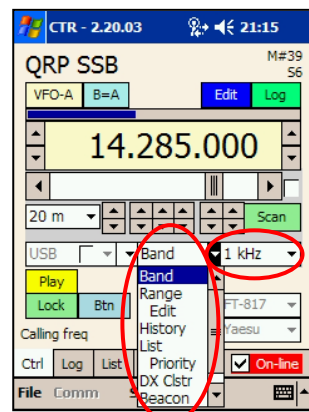 CTR - 2.20.03 21:15
QRP SSB M#39
S6
VFO-A B=A Edit Log
14.285.000
20 m Scan
USB Band 1 kHz
Play Band
Range
Lock Btn Edit FT-817
History
Calling freq List Yaesu
Priority
Ctrl Log List DX Clstr On-line
File Comm S Beacon